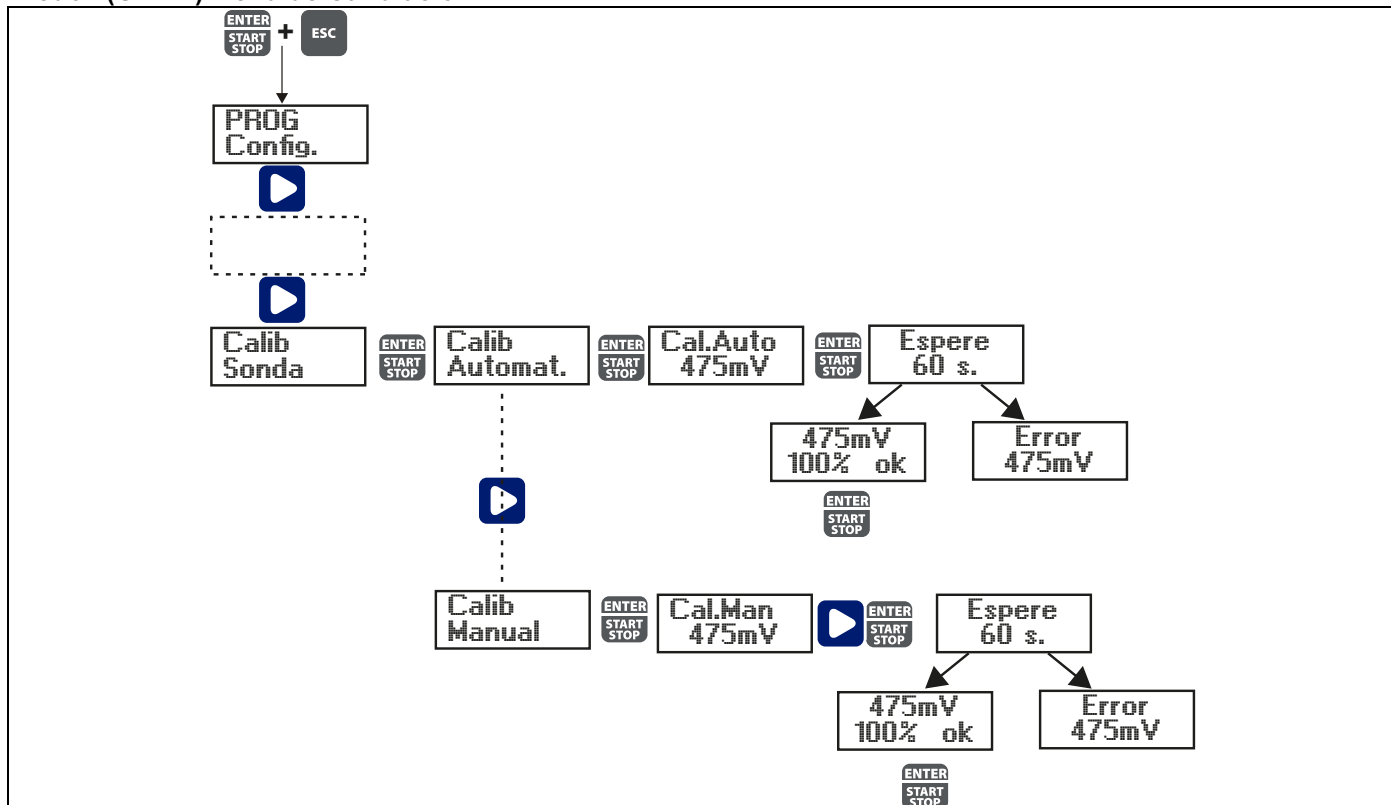 ENTER
START
STOP
+
ESC
PROG
Config.
Calib
Sonda
ENTER
START
STOP
Calib
Automat.
ENTER
START
STOP
Cal.Auto
475mV
ENTER
START
STOP
Espere
60 s.
475mV
100% ok
Error
475mV
ENTER
START
STOP
Calib
Manual
ENTER
START
STOP
Cal.Man
475mV
ENTER
START
STOP
Espere
60 s.
475mV
100% ok
Error
475mV
ENTER
START
STOP